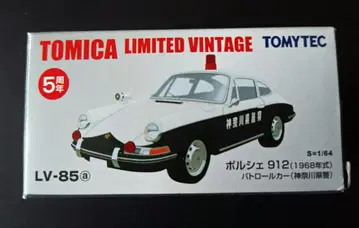 TOMICA LIMITED VINTAGE TOMYTEC
5周年
神奈川県警察
S=1/64
LV-85ⓐ
ポルシェ 912(1968年式)
パトロールカー(神奈川県警)